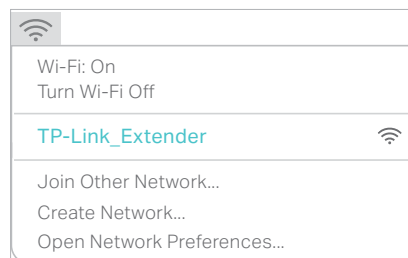 Wi-Fi: On
Turn Wi-Fi Off
TP-Link_Extender
Join Other Network...
Create Network...
Open Network Preferences...